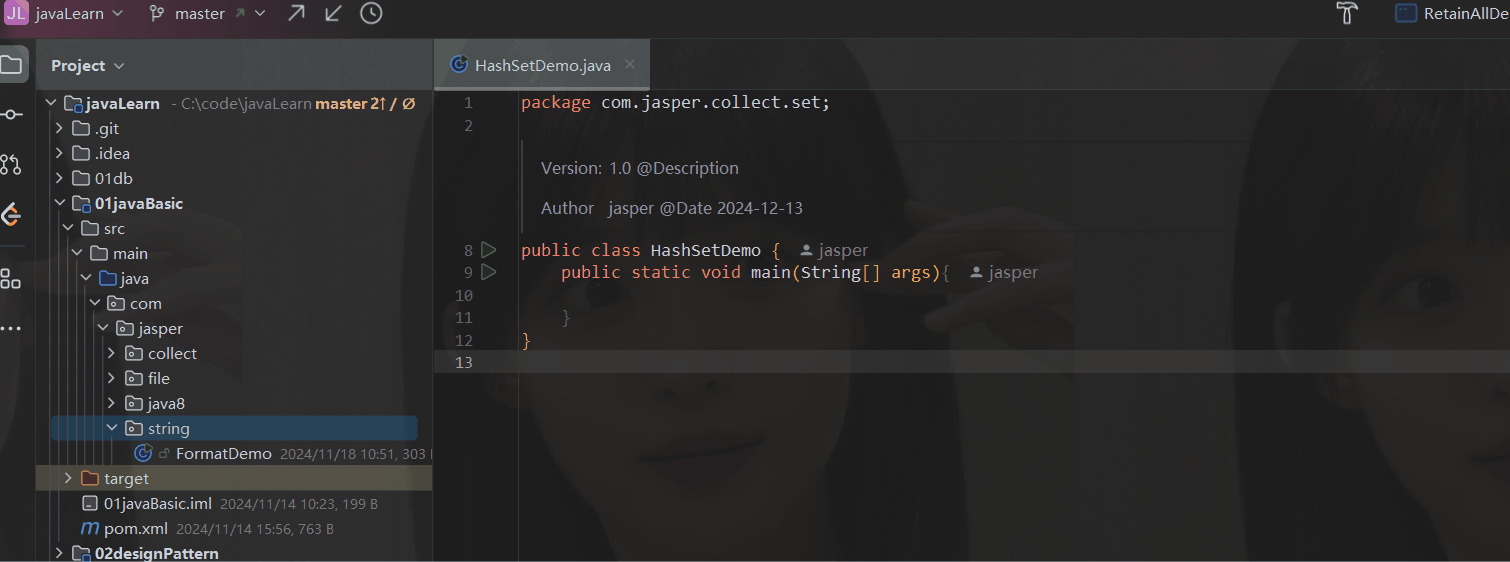 JL javaLearn master RetainAllDe
Project
HashSetDemo.java
javaLearn - C:\code\javaLearn master 2↑ / Ø
.git
.idea
01db
01javaBasic
src
main
java
com
jasper
collect
file
java8
string
FormatDemo 2024/11/18 10:51, 303
target
01javaBasic.iml 2024/11/14 10:23, 199 B
m pom.xml 2024/11/14 15:56, 763 B
02designPattern
1 package com.jasper.collect.set;
2
Version: 1.0 @Description
Author jasper @Date 2024-12-13
8 public class HashSetDemo { jasper
9 public static void main(String[] args){ jasper
10
11 }
12 }
13